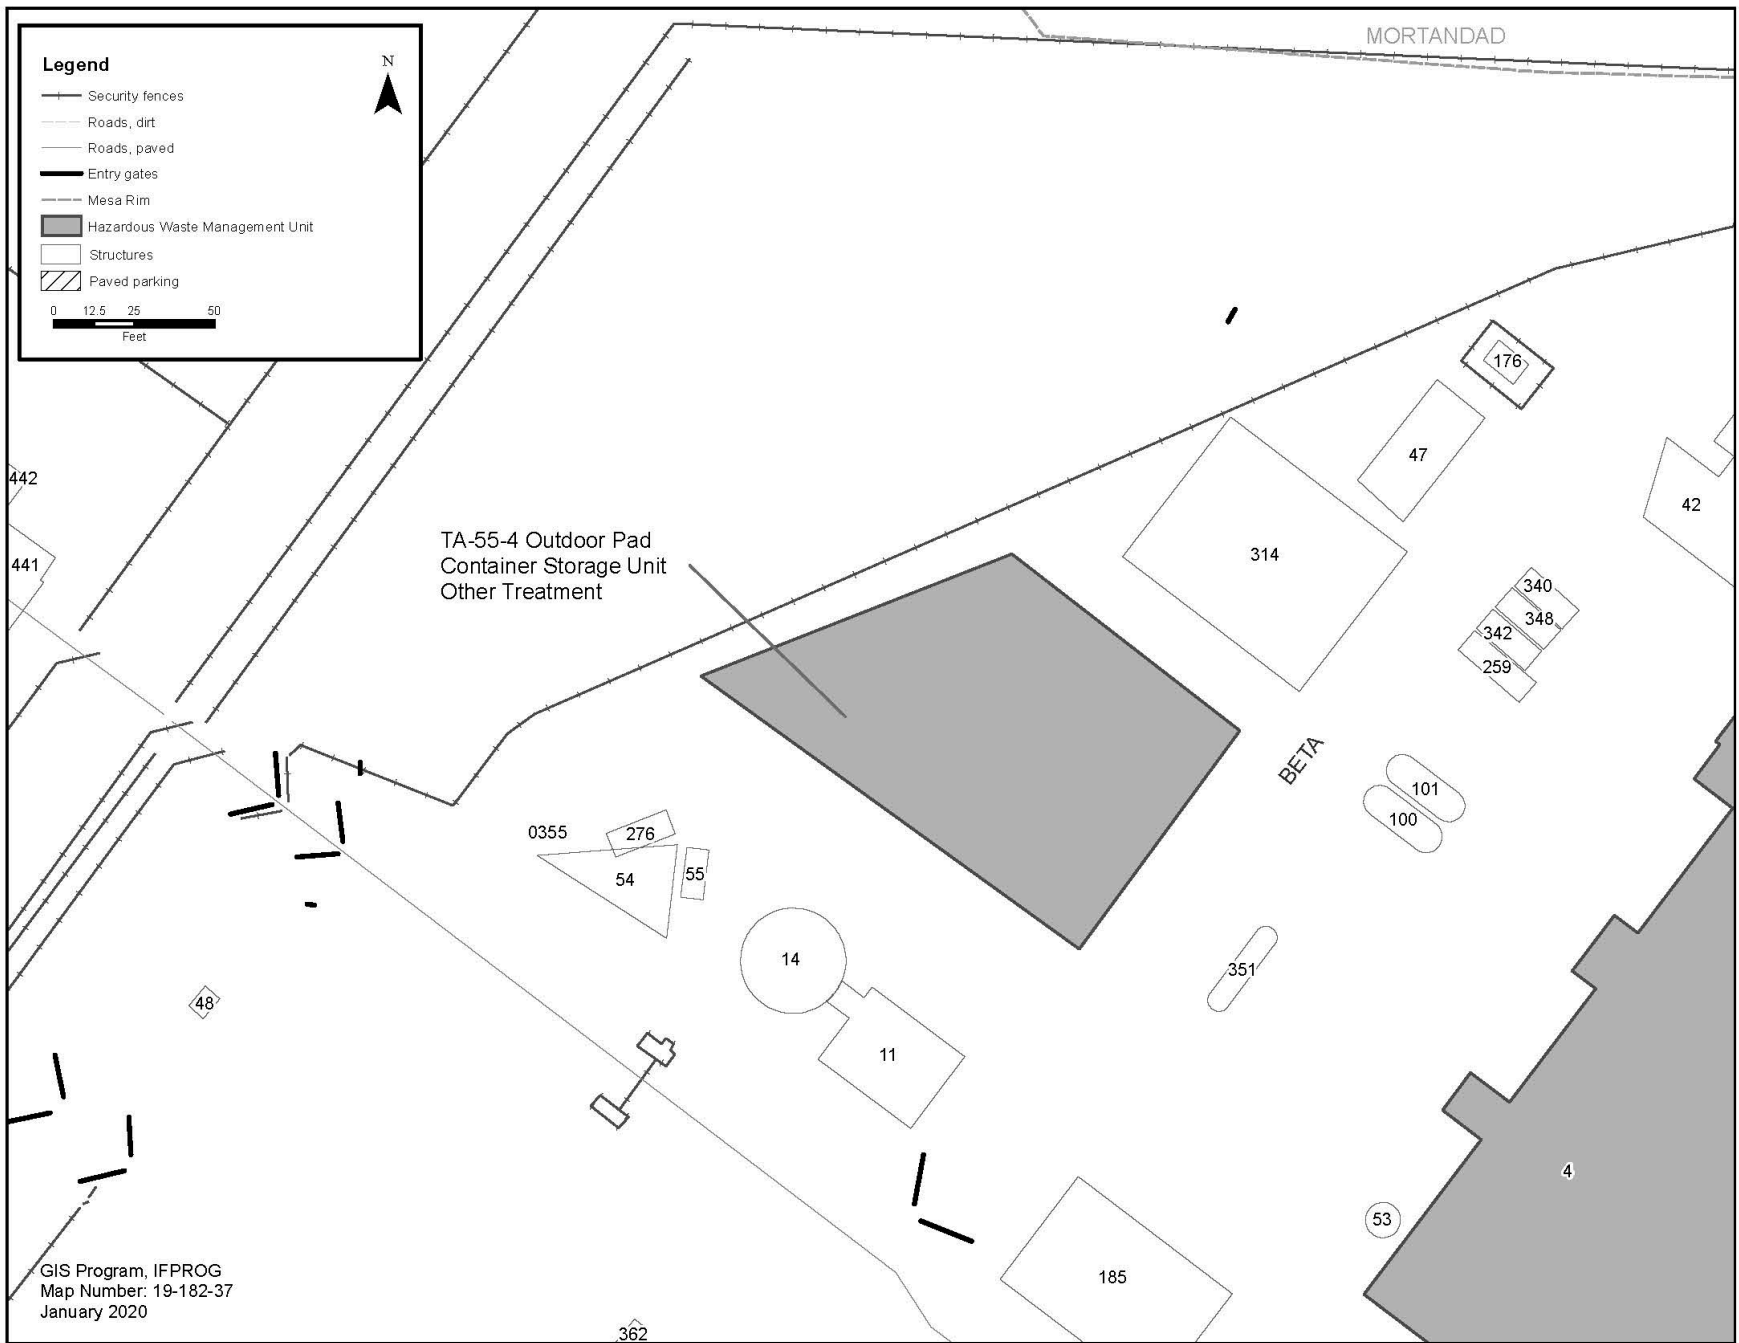 MORTANDAD
Legend
N
Security fences
Roads, dirt
Roads, paved
Entry gates
Mesa Rim
Hazardous Waste Management Unit
Structures
Paved parking
0 12.5 25 50
Feet
176
47
442
42
TA-55-4 Outdoor Pad
Container Storage Unit
Other Treatment
314
441
340
348
342
259
BETA
101
100
0355
276
54
55
14
351
48
11
4
53
185
GIS Program, IFPROG
Map Number: 19-182-37
January 2020
362